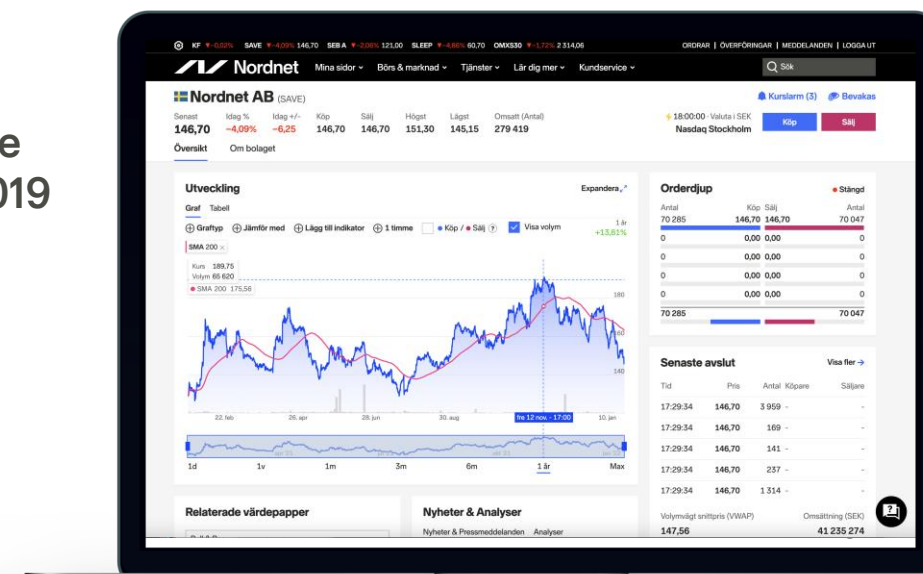 e
019
KF ▼-0,02% SAVE ▼-4,09% 146,70 SEB A ▼-2,06% 121,00 SLEEP ▼-4,86% 60,70 OMXS30 ▼-1,72% 2 314,06 ORDRAR | ÖVERFÖRINGAR | MEDDELANDEN | LOGGA UT
Nordnet Mina sidor Börs & marknad Tjänster Lär dig mer Kundservice Sök
Nordnet AB (SAVE) Kurslarm (3) Bevakas
Senast Idag % Idag +/- Köp Sälj Högst Lägst Omsatt (Antal) 18:00:00 · Valuta i SEK
146,70 -4,09% -6,25 146,70 146,70 151,30 145,15 279 419 Nasdaq Stockholm Köp Sälj
Översikt Om bolaget
Utveckling Expandera
Graf Tabell
Graftyp Jämför med Lägg till indikator 1 timme Köp / Sälj ? Visa volym 1 år
+13,61%
SMA 200 ×
Kurs 189,75
Volym 65 620
SMA 200 175,56
180
160
140
22. feb 26. apr 28. jun 30. aug fre 12 nov. - 17:00 10. jan
1d 1v 1m 3m 6m 1 år Max
Orderdjup Stängd
Antal Köp Sälj Antal
70 285 146,70 146,70 70 047
0 0,00 0,00 0
0 0,00 0,00 0
0 0,00 0,00 0
0 0,00 0,00 0
70 285 70 047
Senaste avslut Visa fler →
Tid Pris Antal Köpare Säljare
17:29:34 146,70 3 959 - -
17:29:34 146,70 169 - -
17:29:34 146,70 141 - -
17:29:34 146,70 237 - -
17:29:34 146,70 1 314 - -
Volymvägt snittpris (VWAP) Omsättning (SEK)
147,56 41 235 274
Relaterade värdepapper
Nyheter & Analyser
Nyheter & Pressmeddelanden Analyser